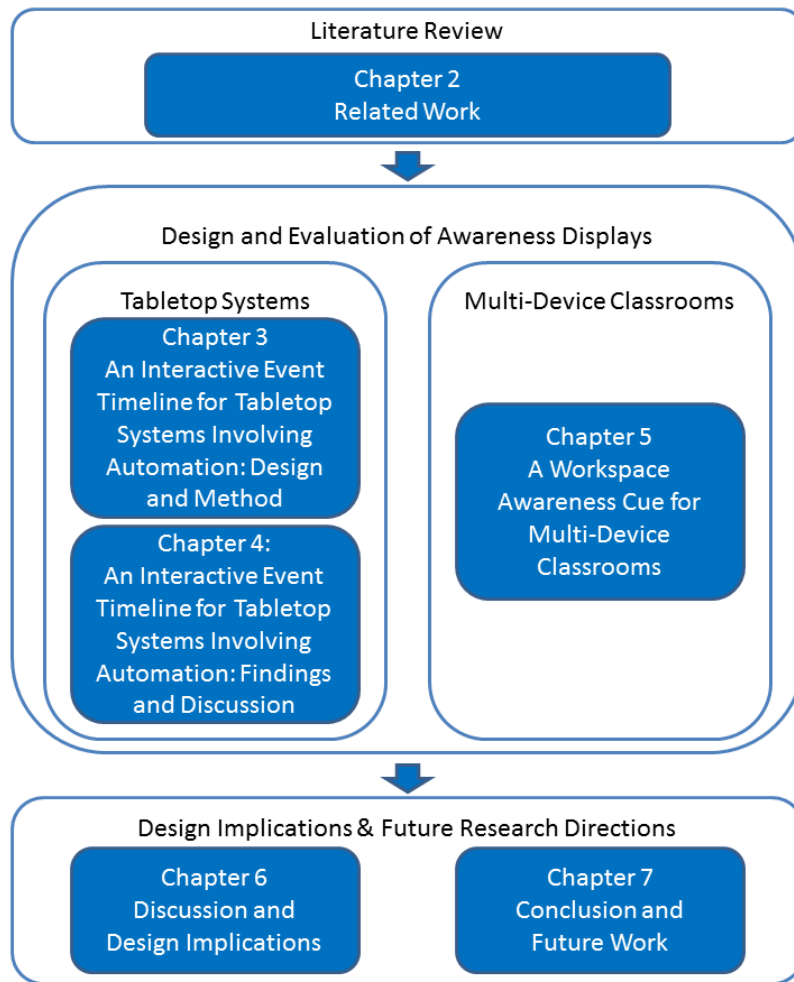 Literature Review
Chapter 2
Related Work
Design and Evaluation of Awareness Displays
Tabletop Systems
Chapter 3
An Interactive Event
Timeline for Tabletop
Systems Involving
Automation: Design
and Method
Chapter 4:
An Interactive Event
Timeline for Tabletop
Systems Involving
Automation: Findings
and Discussion
Multi-Device Classrooms
Chapter 5
A Workspace
Awareness Cue for
Multi-Device
Classrooms
Design Implications & Future Research Directions
Chapter 6
Discussion and
Design Implications
Chapter 7
Conclusion and
Future Work